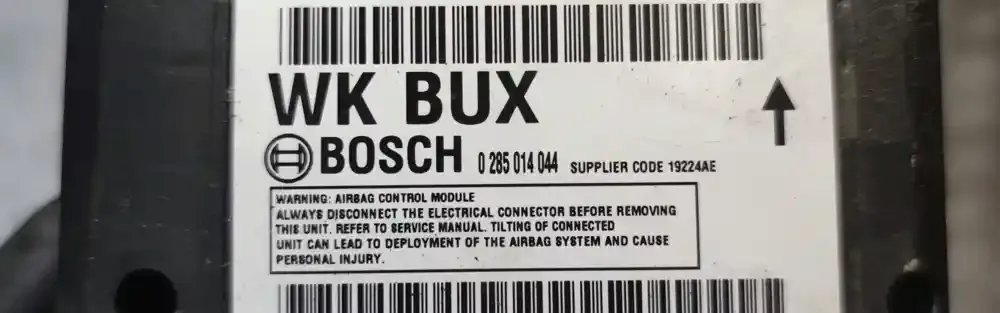 WK BUX
BOSCH 0 285 014 044 SUPPLIER CODE 19224AE
WARNING: AIRBAG CONTROL MODULE
ALWAYS DISCONNECT THE ELECTRICAL CONNECTOR BEFORE REMOVING
THIS UNIT. REFER TO SERVICE MANUAL. TILTING OF CONNECTED
UNIT CAN LEAD TO DEPLOYMENT OF THE AIRBAG SYSTEM AND CAUSE
PERSONAL INJURY.